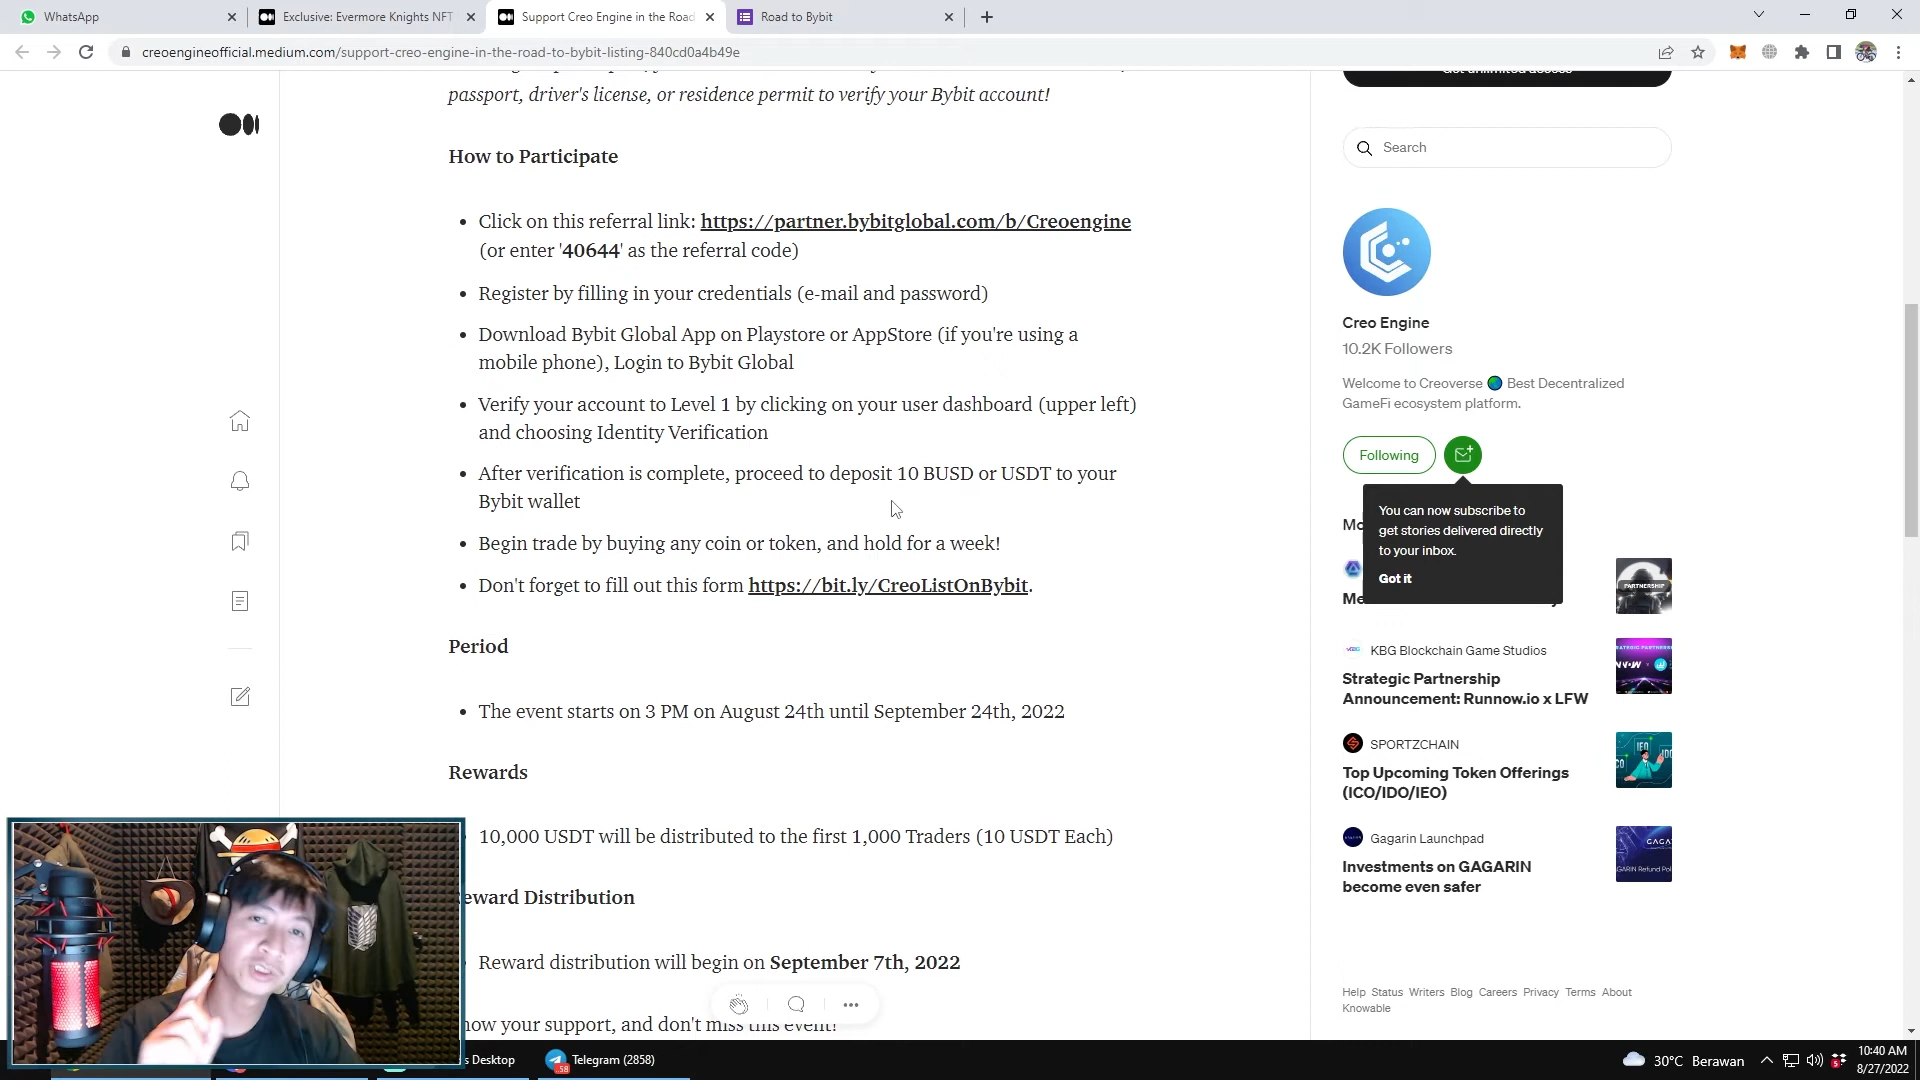 WhatsApp
Exclusive: Evermore Knights NFT
Support Creo Engine in the Road
Road to Bybit
creoengineofficial.medium.com/support-creo-engine-in-the-road-to-bybit-listing-840cd0a4b49e
passport, driver's license, or residence permit to verify your Bybit account!
How to Participate
• Click on this referral link: https://partner.bybitglobal.com/b/Creoengine
(or enter '40644' as the referral code)
• Register by filling in your credentials (e-mail and password)
• Download Bybit Global App on Playstore or AppStore (if you're using a
mobile phone), Login to Bybit Global
• Verify your account to Level 1 by clicking on your user dashboard (upper left)
and choosing Identity Verification
• After verification is complete, proceed to deposit 10 BUSD or USDT to your
Bybit wallet
• Begin trade by buying any coin or token, and hold for a week!
• Don't forget to fill out this form https://bit.ly/CreoListOnBybit.
Period
• The event starts on 3 PM on August 24th until September 24th, 2022
Rewards
10,000 USDT will be distributed to the first 1,000 Traders (10 USDT Each)
eward Distribution
Reward distribution will begin on September 7th, 2022
how your support, and don't miss this event!
Get unlimited access
Search
Creo Engine
10.2K Followers
Welcome to Creoverse 🌍 Best Decentralized
GameFi ecosystem platform.
Following
You can now subscribe to
get stories delivered directly
to your inbox.
Got it
Mo
Me
PARTNERSHIP
KBG Blockchain Game Studios
Strategic Partnership
Announcement: Runnow.io x LFW
SPORTZCHAIN
Top Upcoming Token Offerings
(ICO/IDO/IEO)
Gagarin Launchpad
Investments on GAGARIN
become even safer
Help Status Writers Blog Careers Privacy Terms About
Knowable
s Desktop
Telegram (2858)
30°C Berawan
10:40 AM
8/27/2022